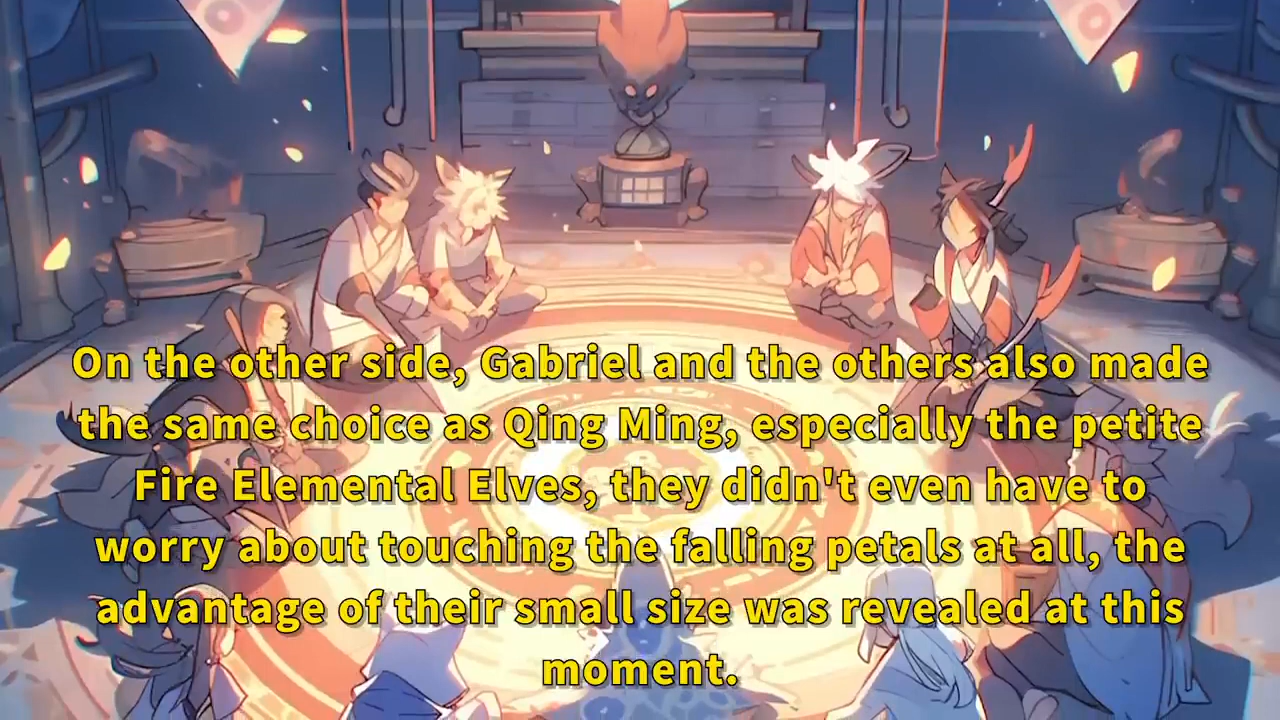 On the other side, Gabriel and the others also made
the same choice as Qing Ming, especially the petite
Fire Elemental Elves, they didn't even have to
worry about touching the falling petals at all, the
advantage of their small size was revealed at this
moment.